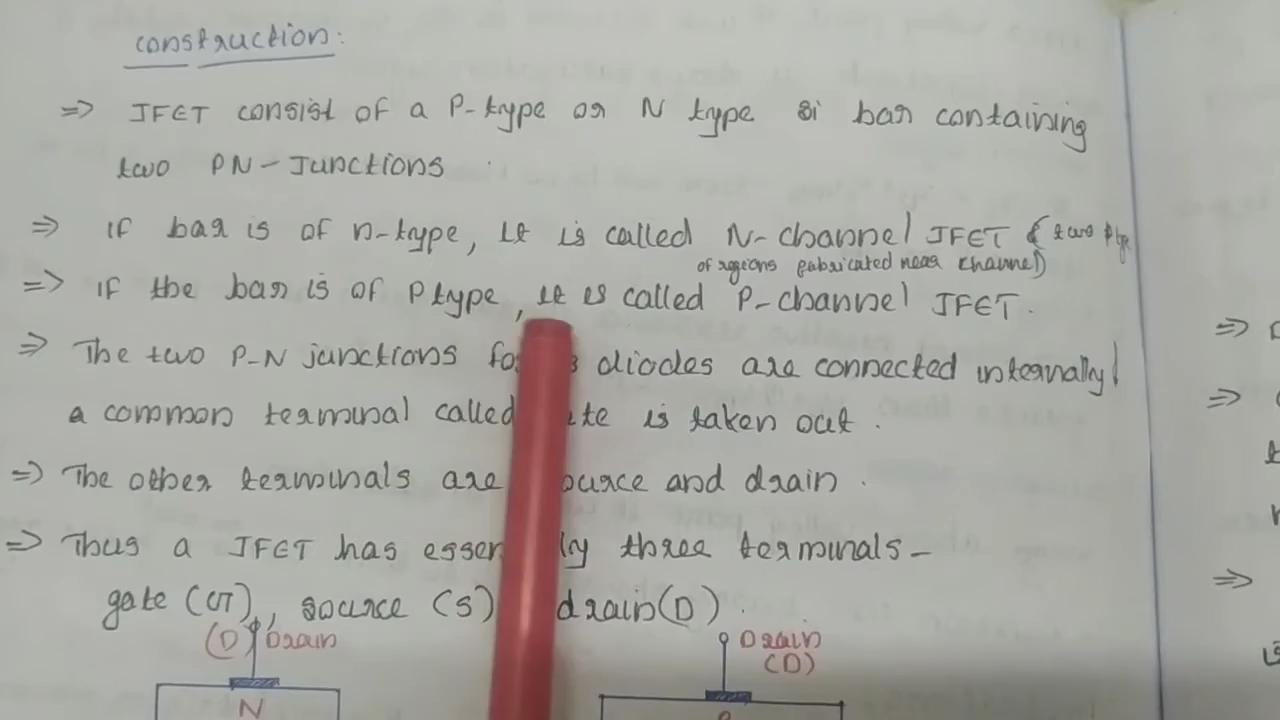 construction:
⇒ JFET consist of a P-type or N type si bar containing
two PN-Junctions
⇒ if bar is of n-type, it is called N-channel JFET (two p type
of regions fabricated near channel)
⇒ if the bar is of P type, it is called P-channel JFET.
⇒ The two P-N junctions diodes are connected internally
a common terminal called is taken out.
⇒ The other terminals are and drain.
⇒ Thus a JFET has three terminals-
gate (G), source (S) drain(D).
(D) Drain
Drain
(D)
N